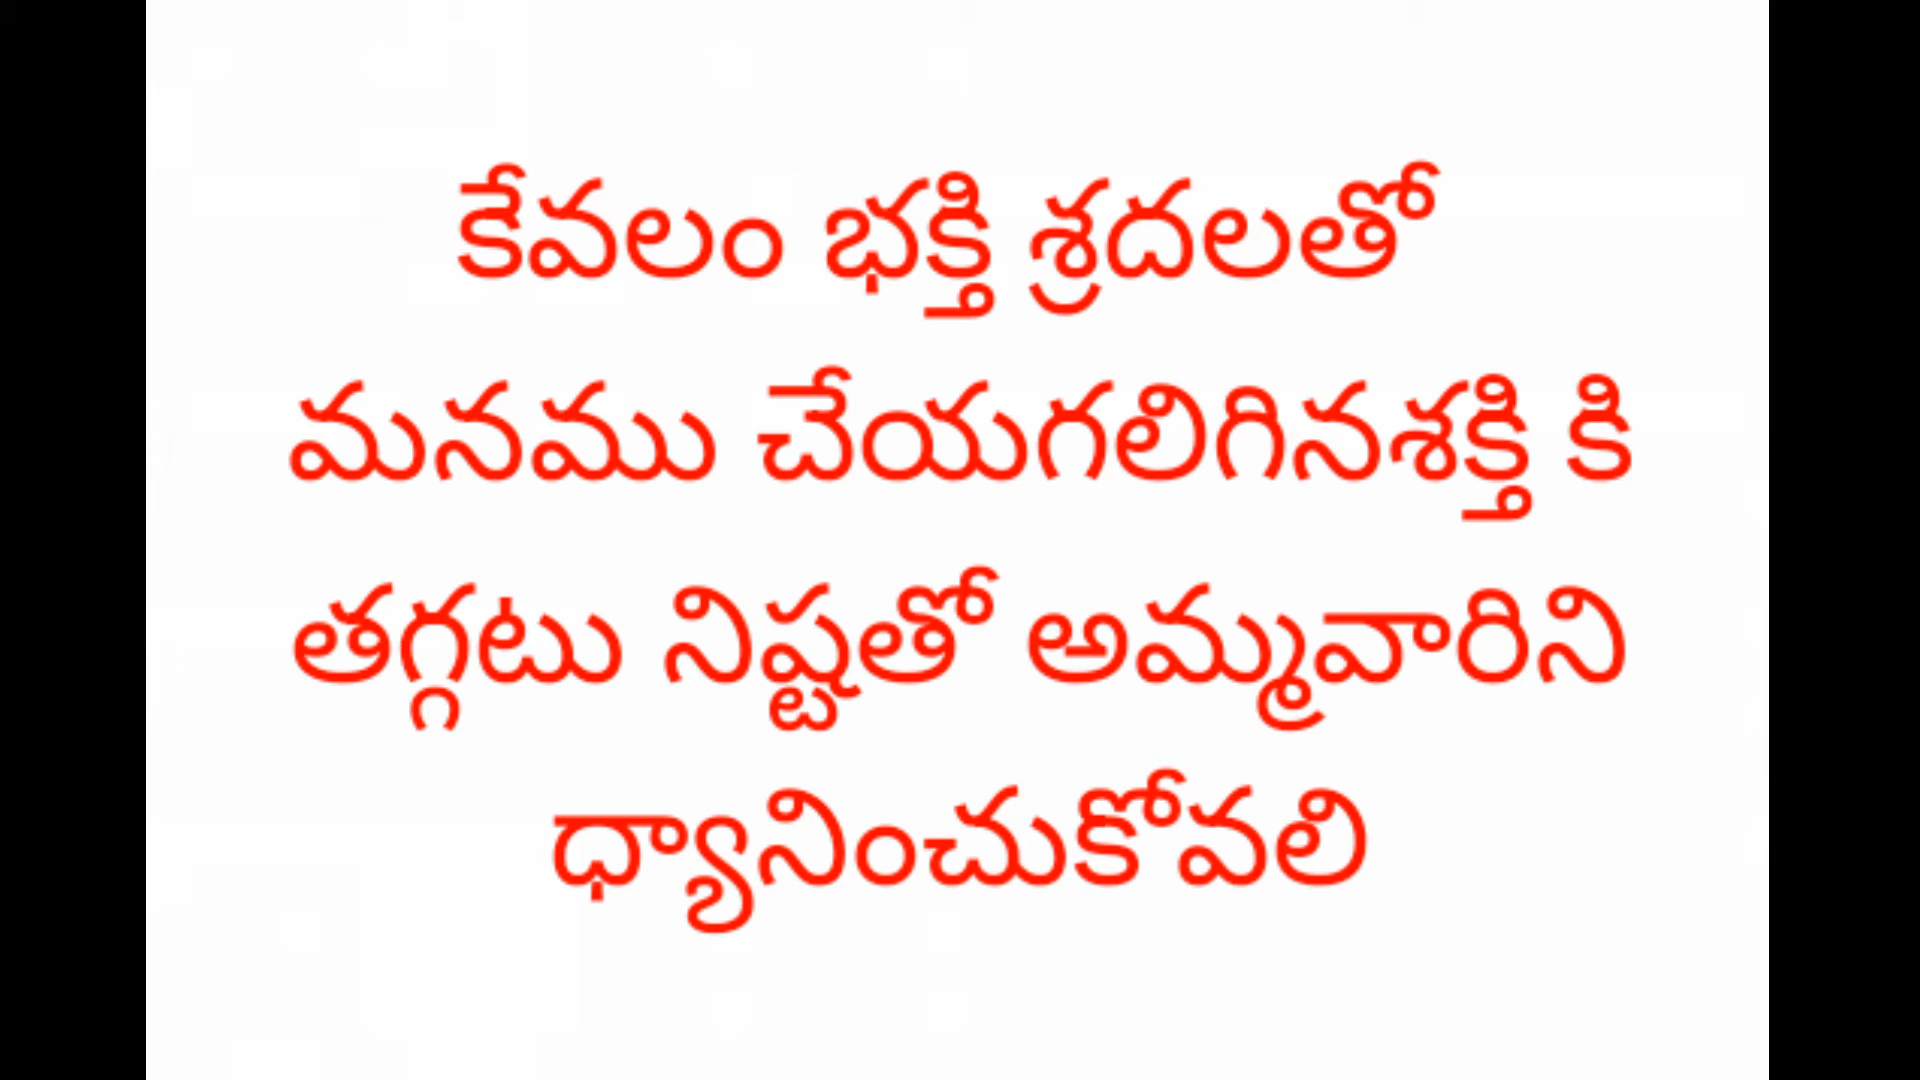 కేవలం భక్తి శ్రదలతో
మనము చేయగలిగినశక్తి కి
తగ్గటు నిష్టతో అమ్మవారిని
ధ్యానించుకోవలి